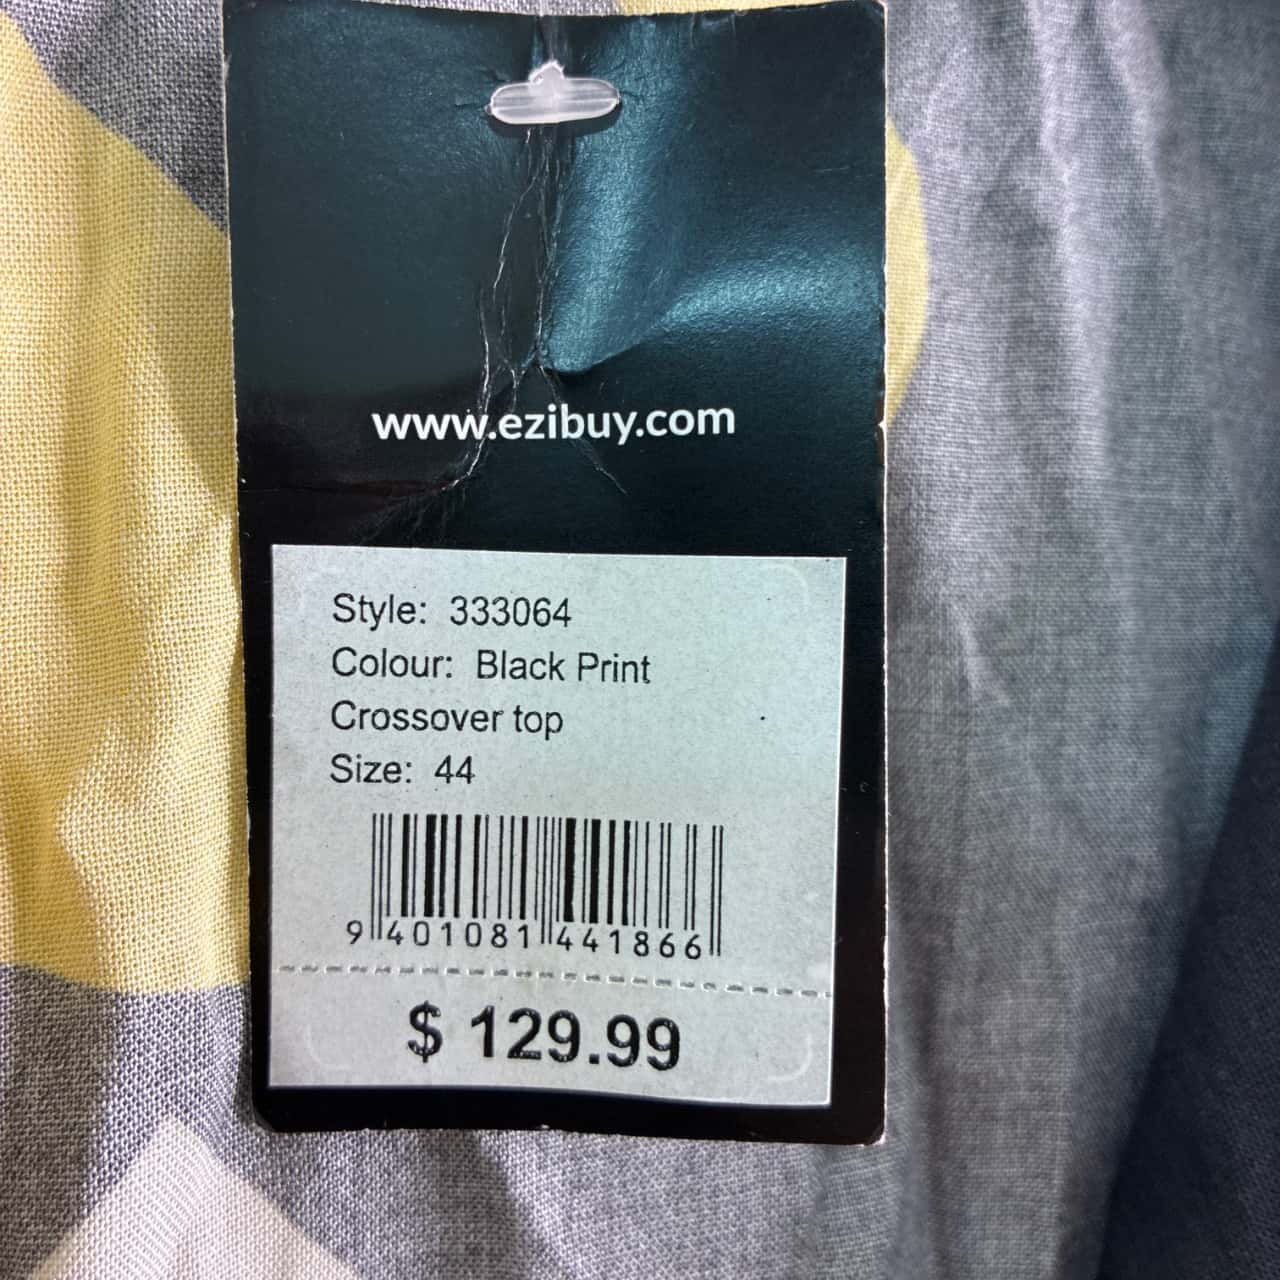 www.ezibuy.com
Style: 333064
Colour: Black Print
Crossover top
Size: 44
9 401081 441866
$ 129.99